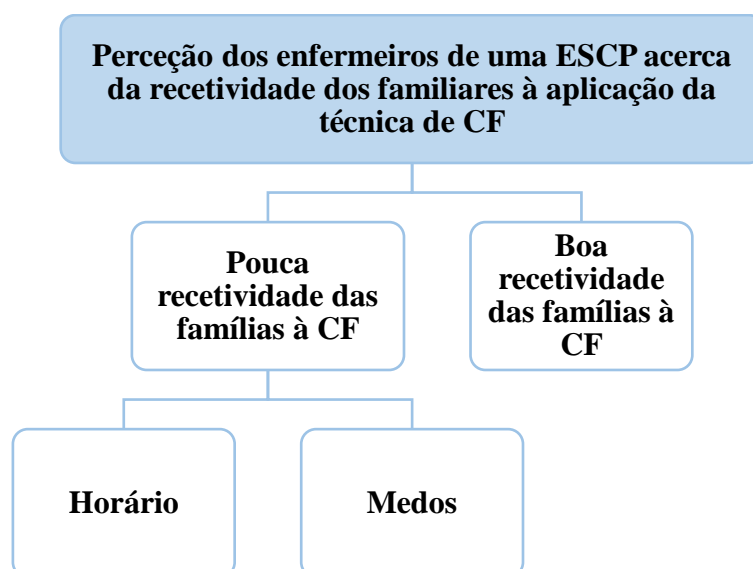 Perceção dos enfermeiros de uma ESCP acerca
da recetividade dos familiares à aplicação da
técnica de CF
Pouca
recetividade das
famílias à CF
Boa
recetividade
das famílias à
CF
Horário
Medos